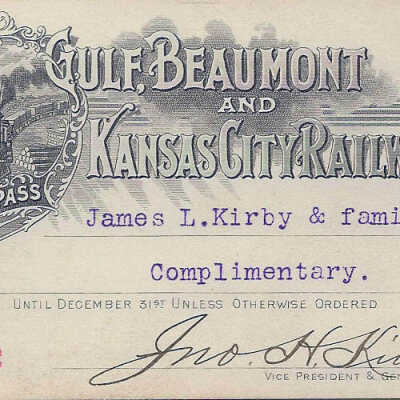 GULF, BEAUMONT
AND
KANSAS CITY RAILW
PASS
James L. Kirby & fami
Complimentary.
UNTIL DECEMBER 31ST UNLESS OTHERWISE ORDERED
Jno. H. Ki
VICE PRESIDENT & GEN